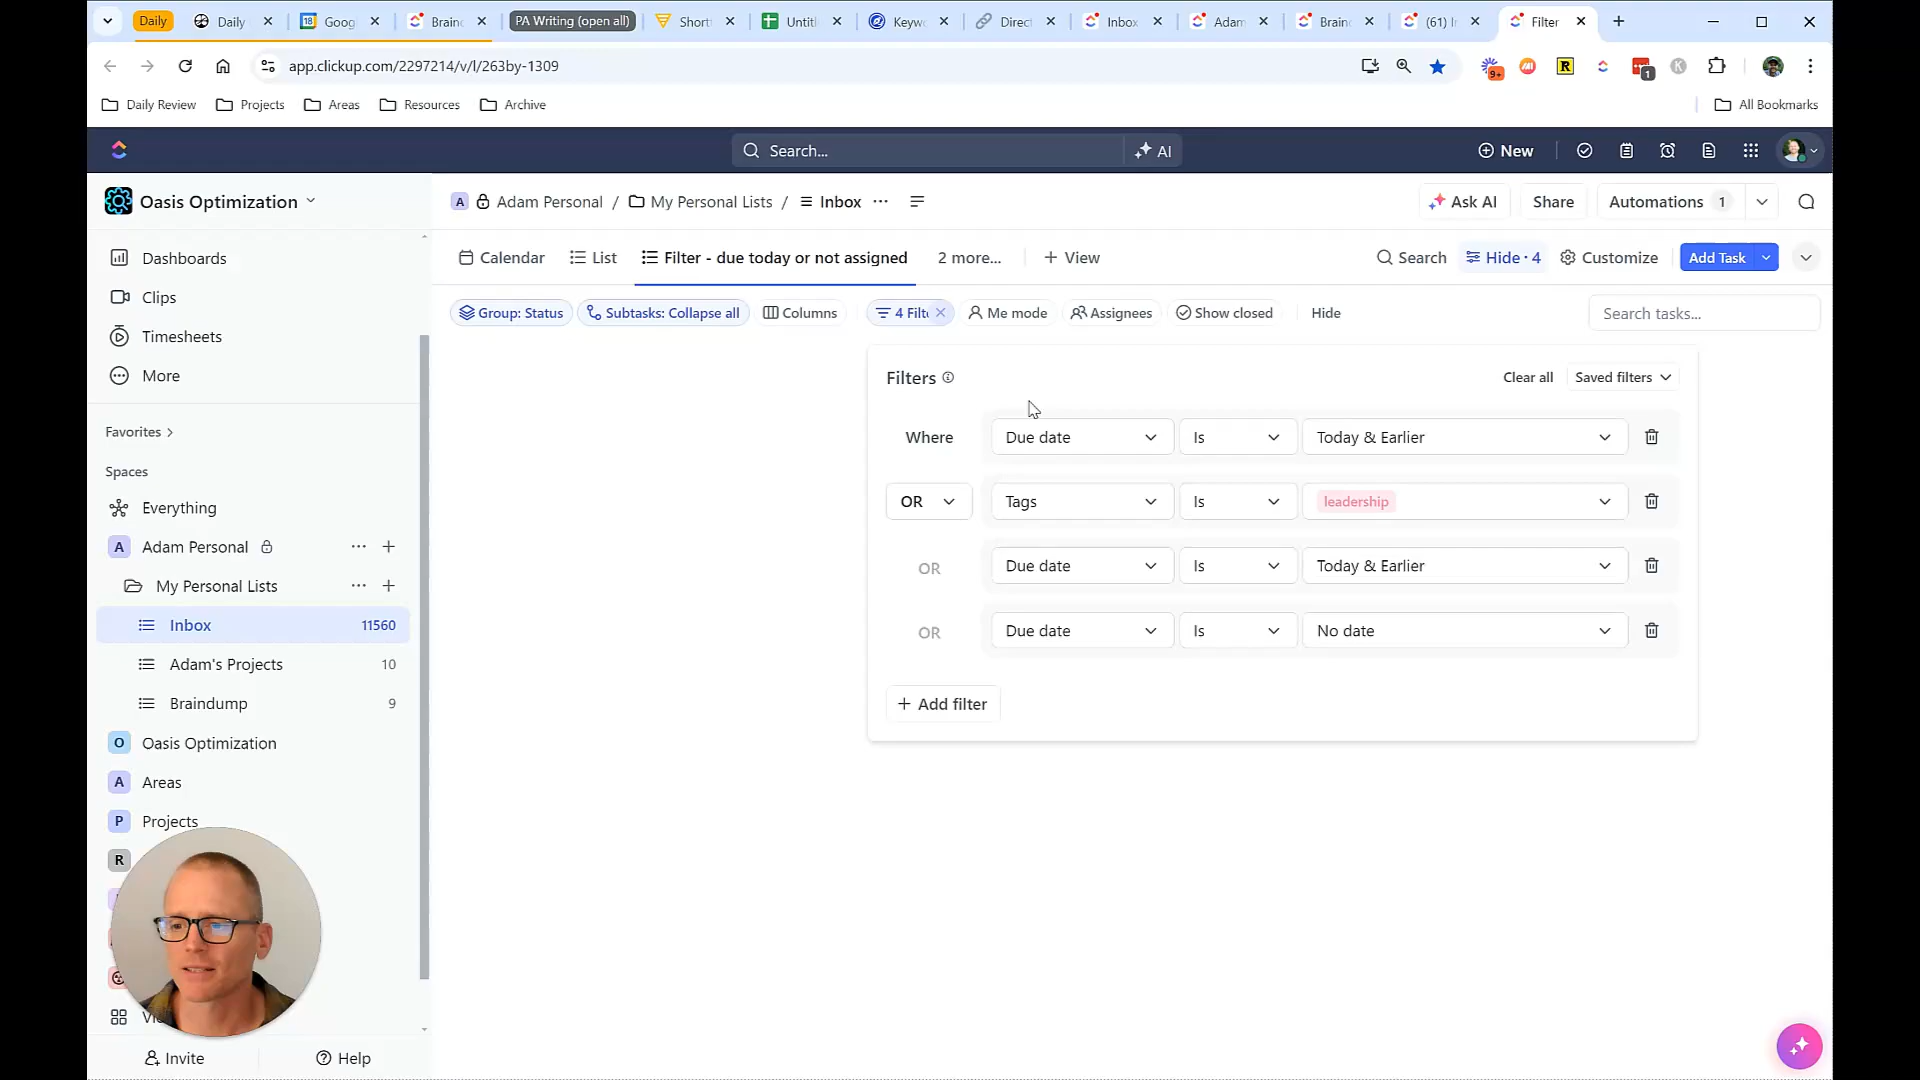 Daily
Daily
Goog
Brainc
PA Writing (open all)
Short
Untit
Keyw
Direct
Inbox
Adam
Brainc
(61) I
Filter
app.clickup.com/2297214/v/l/263by-1309
9+
R
1
K
Daily Review
Projects
Areas
Resources
Archive
All Bookmarks
Search...
AI
New
Oasis Optimization
A
Adam Personal / My Personal Lists / Inbox
Ask AI
Share
Automations 1
Dashboards
Clips
Timesheets
More
Favorites
Spaces
Everything
A Adam Personal
My Personal Lists
Inbox 11560
Adam's Projects 10
Braindump 9
O Oasis Optimization
A Areas
P Projects
R
Invite
Help
Calendar
List
Filter - due today or not assigned
2 more...
+ View
Search
Hide · 4
Customize
Add Task
Group: Status
Subtasks: Collapse all
Columns
4 Filt
Me mode
Assignees
Show closed
Hide
Search tasks...
Filters
Clear all
Saved filters
Where Due date Is Today & Earlier
OR Tags Is leadership
OR Due date Is Today & Earlier
OR Due date Is No date
+ Add filter